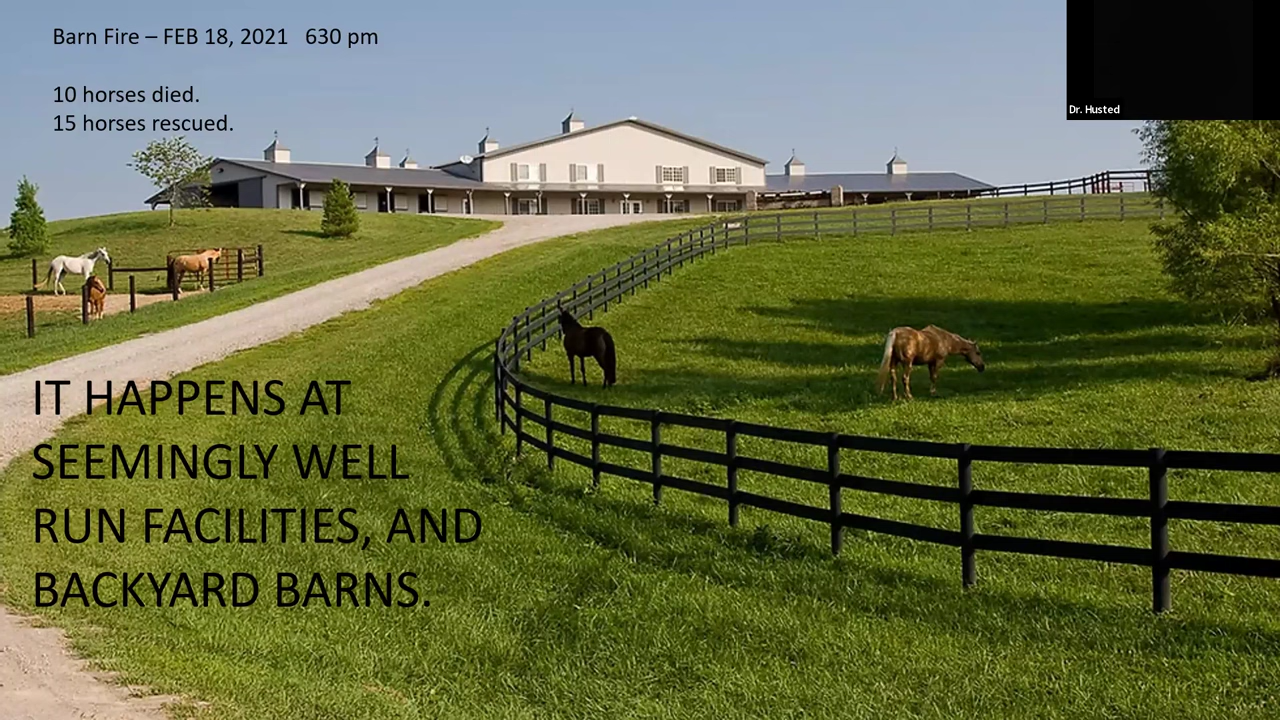 Barn Fire – FEB 18, 2021   630 pm
10 horses died.
15 horses rescued.
Dr. Husted
IT HAPPENS AT
SEEMINGLY WELL
RUN FACILITIES, AND
BACKYARD BARNS.